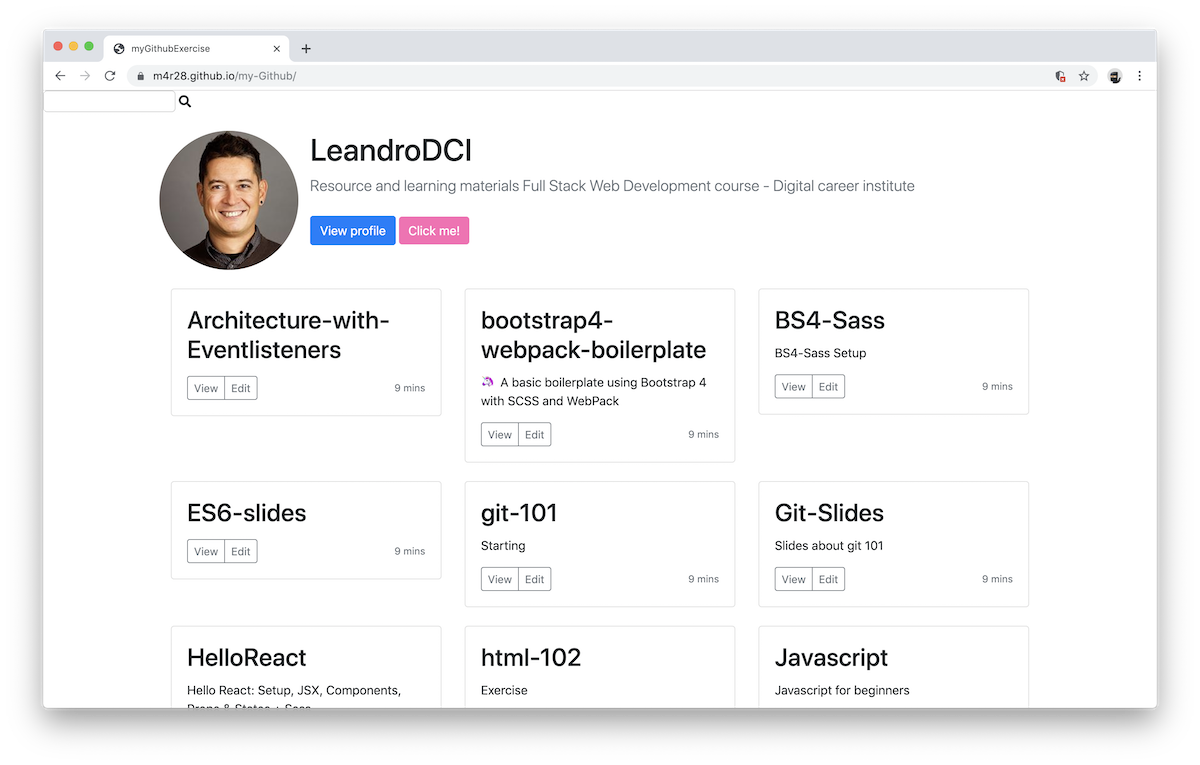 myGithubExercise
m4r28.github.io/my-Github/
LeandroDCI
Resource and learning materials Full Stack Web Development course - Digital career institute
View profile Click me!
Architecture-with-
Eventlisteners
View Edit 9 mins
bootstrap4-
webpack-boilerplate
🦄 A basic boilerplate using Bootstrap 4
with SCSS and WebPack
View Edit 9 mins
BS4-Sass
BS4-Sass Setup
View Edit 9 mins
ES6-slides
View Edit 9 mins
git-101
Starting
View Edit 9 mins
Git-Slides
Slides about git 101
View Edit 9 mins
HelloReact
Hello React: Setup, JSX, Components,
Props & States + Sass
html-102
Exercise
Javascript
Javascript for beginners